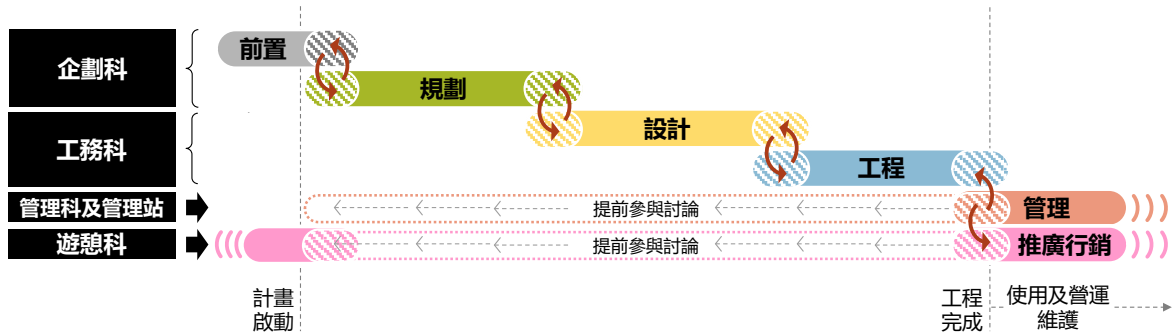 企劃科
前置
規劃
工務科
設計
工程
管理科及管理站
提前參與討論
管理
遊憩科
提前參與討論
推廣行銷
計畫
啟動
工程
完成
使用及營運
維護